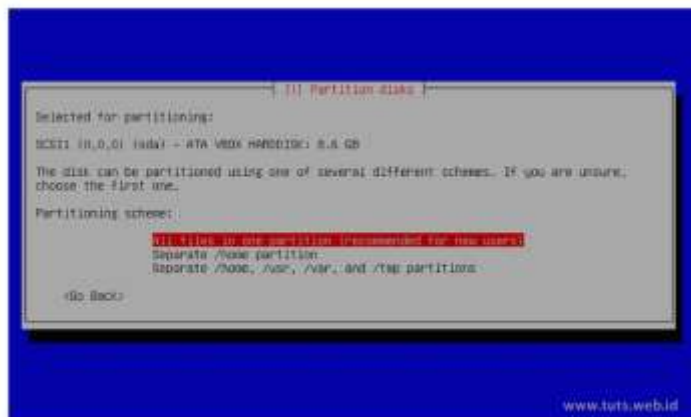 [!] Partition disks
Selected for partitioning:
SCSI1 (0,0,0) (sda) - ATA VBOX HARDDISK: 8.6 GB
The disk can be partitioned using one of several different schemes. If you are unsure,
choose the first one.
Partitioning scheme:
All files in one partition (recommended for new users)
Separate /home partition
Separate /home, /usr, /var, and /tmp partitions
<Go Back>
www.tuts.web.id